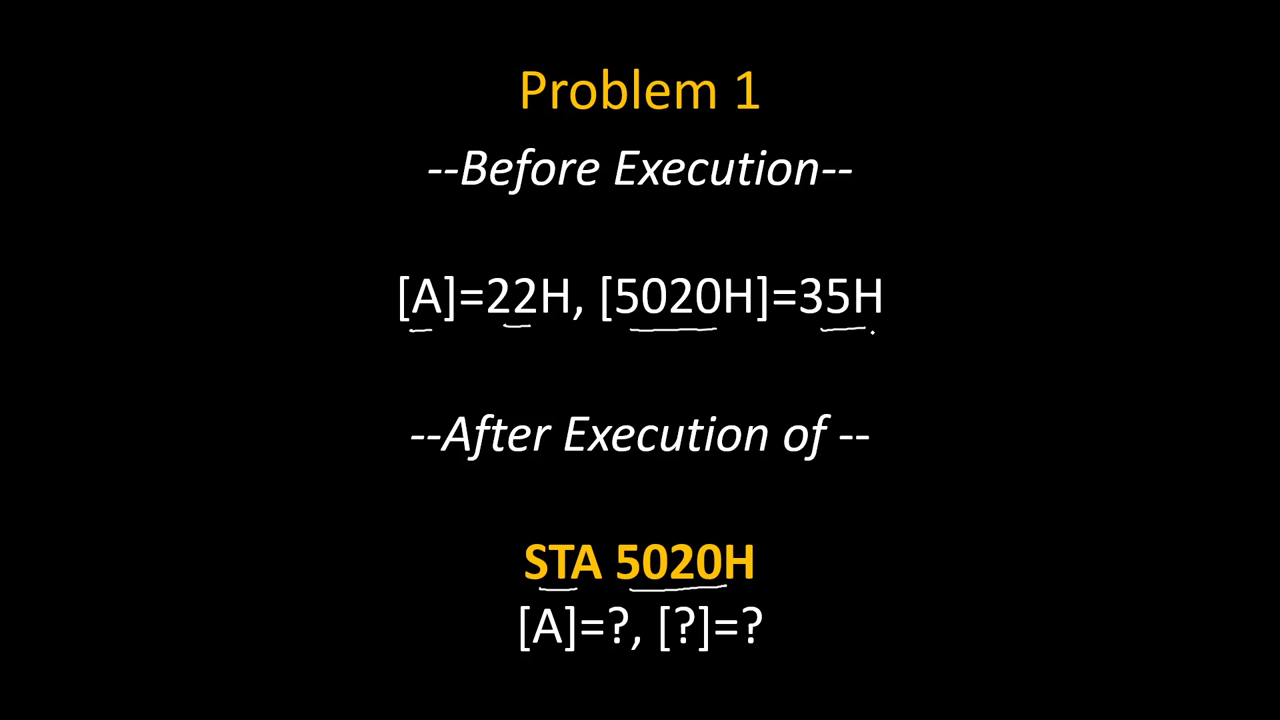 Problem 1
--Before Execution--
[A]=22H, [5020H]=35H
--After Execution of --
STA 5020H
[A]=?, [?]=?